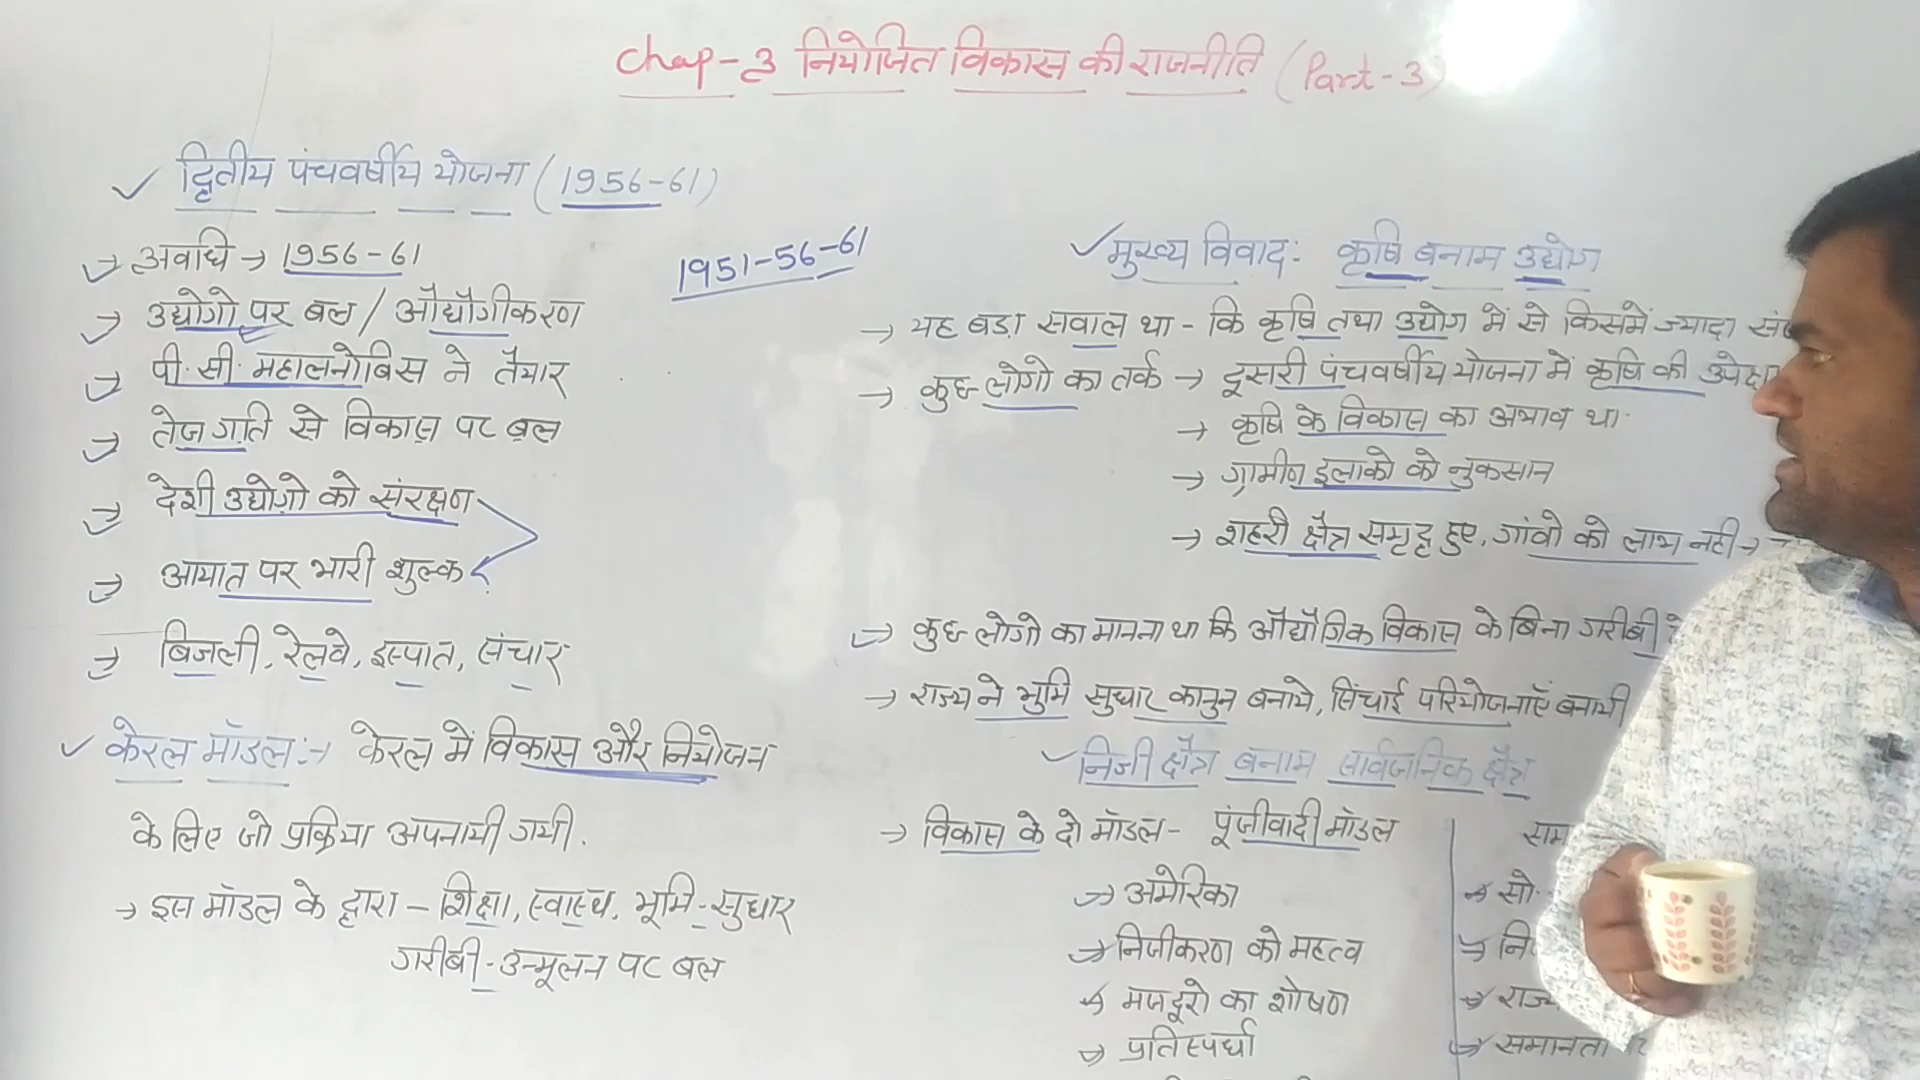 Chap-3 नियोजित विकास की राजनीति (Part-3)
द्वितीय पंचवर्षीय योजना (1956-61)
→ अवधि → 1956-61
→ उद्योगो पर बल / औद्यौगीकरण
→ पी.सी. महालनोबिस ने तैयार
→ तेज गति से विकास पर बल
→ देशी उद्योगो को संरक्षण
→ आयात पर भारी शुल्क
→ बिजली, रेलवे, इस्पात, संचार
केरल मॉडल :→ केरल में विकास और नियोजन
के लिए जो प्रक्रिया अपनायी गयी.
→ इस मॉडल के द्वारा - शिक्षा, स्वास्थ, भूमि-सुधार
गरीबी-उन्मूलन पर बल
1951-56-61
मुख्य विवाद: कृषि बनाम उद्योग
→ यह बड़ा सवाल था - कि कृषि तथा उद्योग में से किसमें ज्यादा
→ कुछ लोगो का तर्क → दूसरी पंचवर्षीय योजना में कृषि की उपेक्षा
→ कृषि के विकास का अभाव था
→ ग्रामीण इलाको को नुकसान
→ शहरी क्षेत्र समृद्ध हुए, गांवो को लाभ नही →
→ कुछ लोगो का मानना था कि औद्यौगिक विकास के बिना गरीबी
→ राज्य ने भुमि सुधार कानुन बनाये, सिंचाई परियोजनाएँ बनायी
निजी क्षेत्र बनाम सार्वजनिक क्षेत्र
→ विकास के दो मॉडल - पूंजीवादी मॉडल
→ अमेरिका
→ निजीकरण को महत्व
→ मजदूरो का शोषण
→ प्रतिस्पर्धा
→ समानता